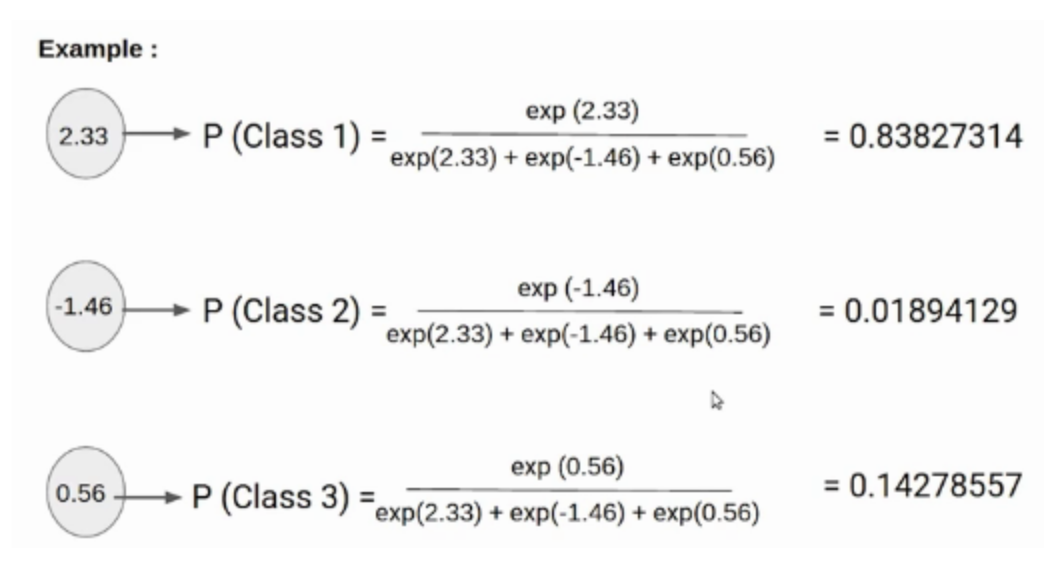 Example :
2.33 P (Class 1) = exp (2.33) / exp(2.33) + exp(-1.46) + exp(0.56) = 0.83827314
-1.46 P (Class 2) = exp (-1.46) / exp(2.33) + exp(-1.46) + exp(0.56) = 0.01894129
0.56 P (Class 3) = exp (0.56) / exp(2.33) + exp(-1.46) + exp(0.56) = 0.14278557